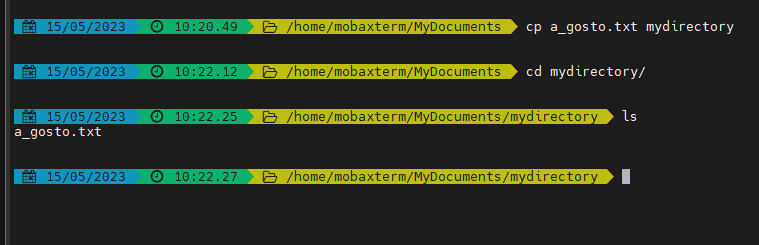 15/05/2023 10:20.49 /home/mobaxterm/MyDocuments cp a_gosto.txt mydirectory
15/05/2023 10:22.12 /home/mobaxterm/MyDocuments cd mydirectory/
15/05/2023 10:22.25 /home/mobaxterm/MyDocuments/mydirectory ls
a_gosto.txt
15/05/2023 10:22.27 /home/mobaxterm/MyDocuments/mydirectory